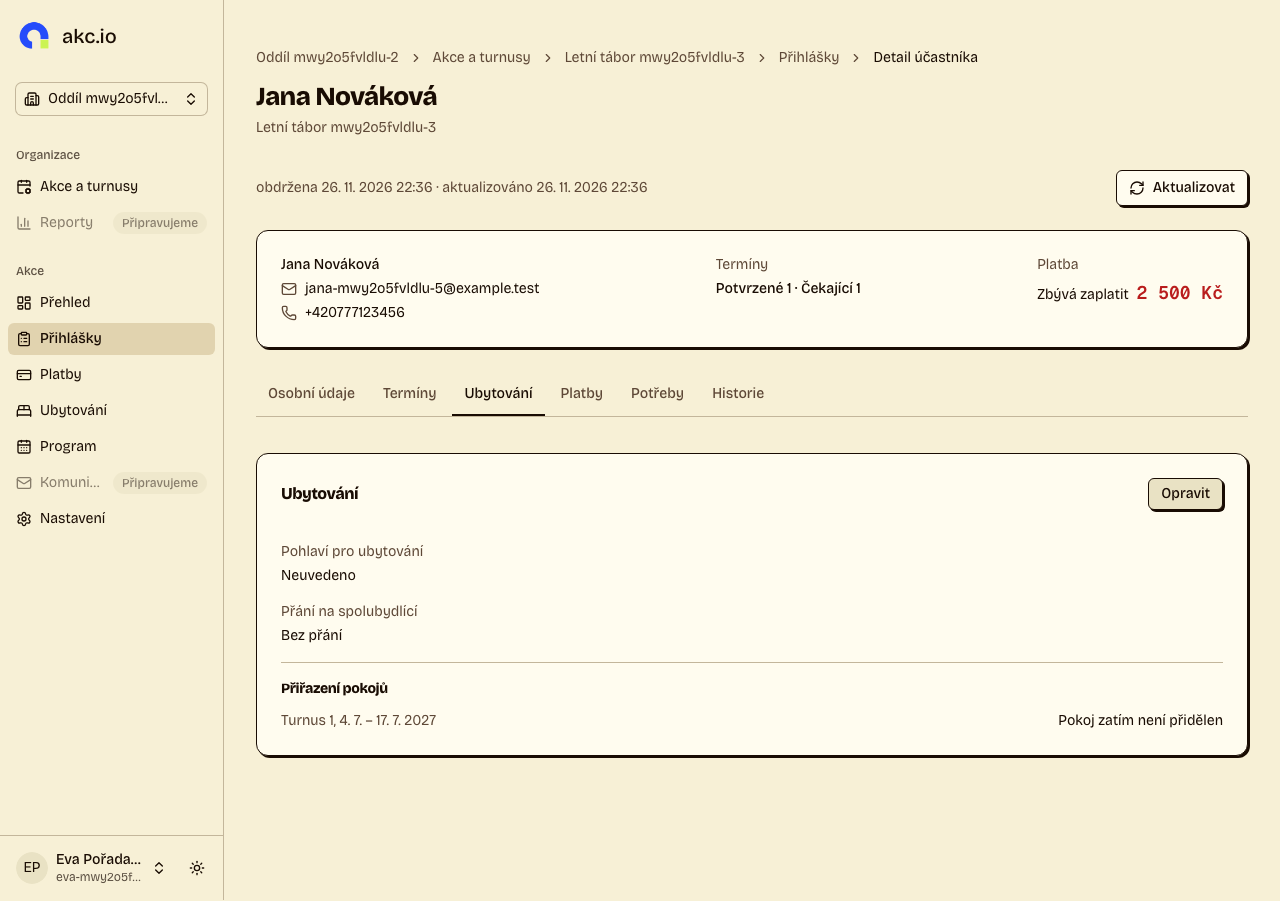 akc.io
Oddíl mwy2o5fvl...
Organizace
Akce a turnusy
Reporty Připravujeme
Akce
Přehled
Přihlášky
Platby
Ubytování
Program
Komuni... Připravujeme
Nastavení
EP
Eva Pořada...
eva-mwy2o5f...
Oddíl mwy2o5fvldlu-2 > Akce a turnusy > Letní tábor mwy2o5fvldlu-3 > Přihlášky > Detail účastníka
Jana Nováková
Letní tábor mwy2o5fvldlu-3
obdržena 26. 11. 2026 22:36 · aktualizováno 26. 11. 2026 22:36
Aktualizovat
Jana Nováková
jana-mwy2o5fvldlu-5@example.test
+420777123456
Termíny
Potvrzené 1 · Čekající 1
Platba
Zbývá zaplatit 2 500 Kč
Osobní údaje Termíny Ubytování Platby Potřeby Historie
Ubytování
Opravit
Pohlaví pro ubytování
Neuvedeno
Přání na spolubydlící
Bez přání
Přiřazení pokojů
Turnus 1, 4. 7. – 17. 7. 2027 Pokoj zatím není přidělen